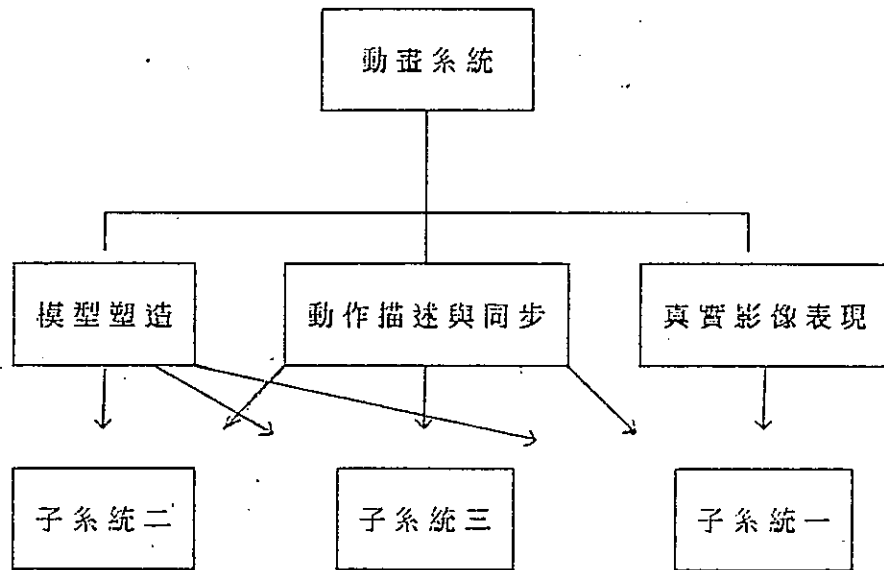 動畫系統
模型塑造
動作描述與同步
真實影像表現
子系統二
子系統三
子系統一